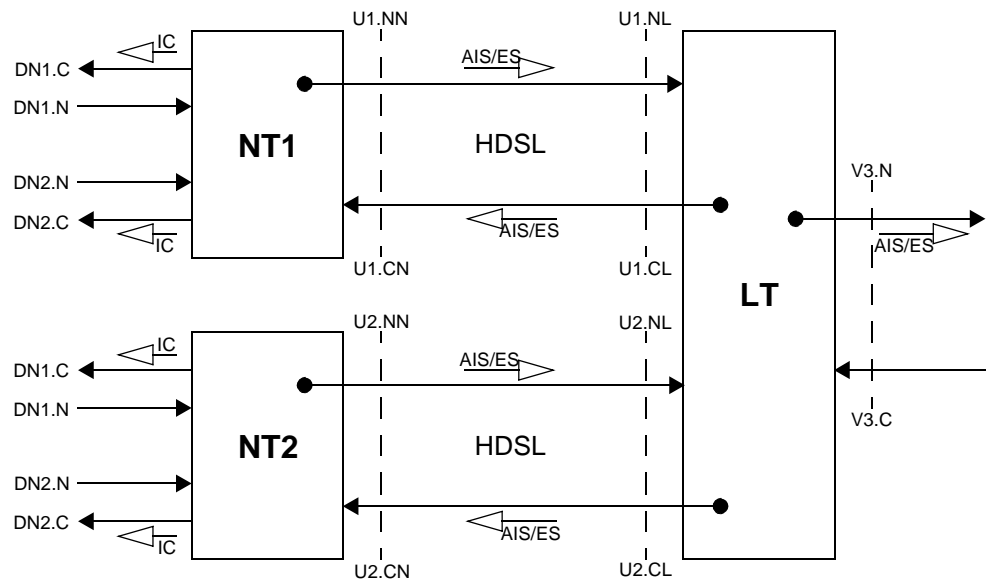 U1.NN
U1.NL
IC
AIS/ES
DN1.C
DN1.N
NT1
HDSL
DN2.N
V3.N
DN2.C
IC
AIS/ES
AIS/ES
U1.CN
U1.CL
LT
U2.NN
U2.NL
IC
AIS/ES
DN1.C
DN1.N
V3.C
NT2
HDSL
DN2.N
DN2.C
IC
AIS/ES
U2.CN
U2.CL